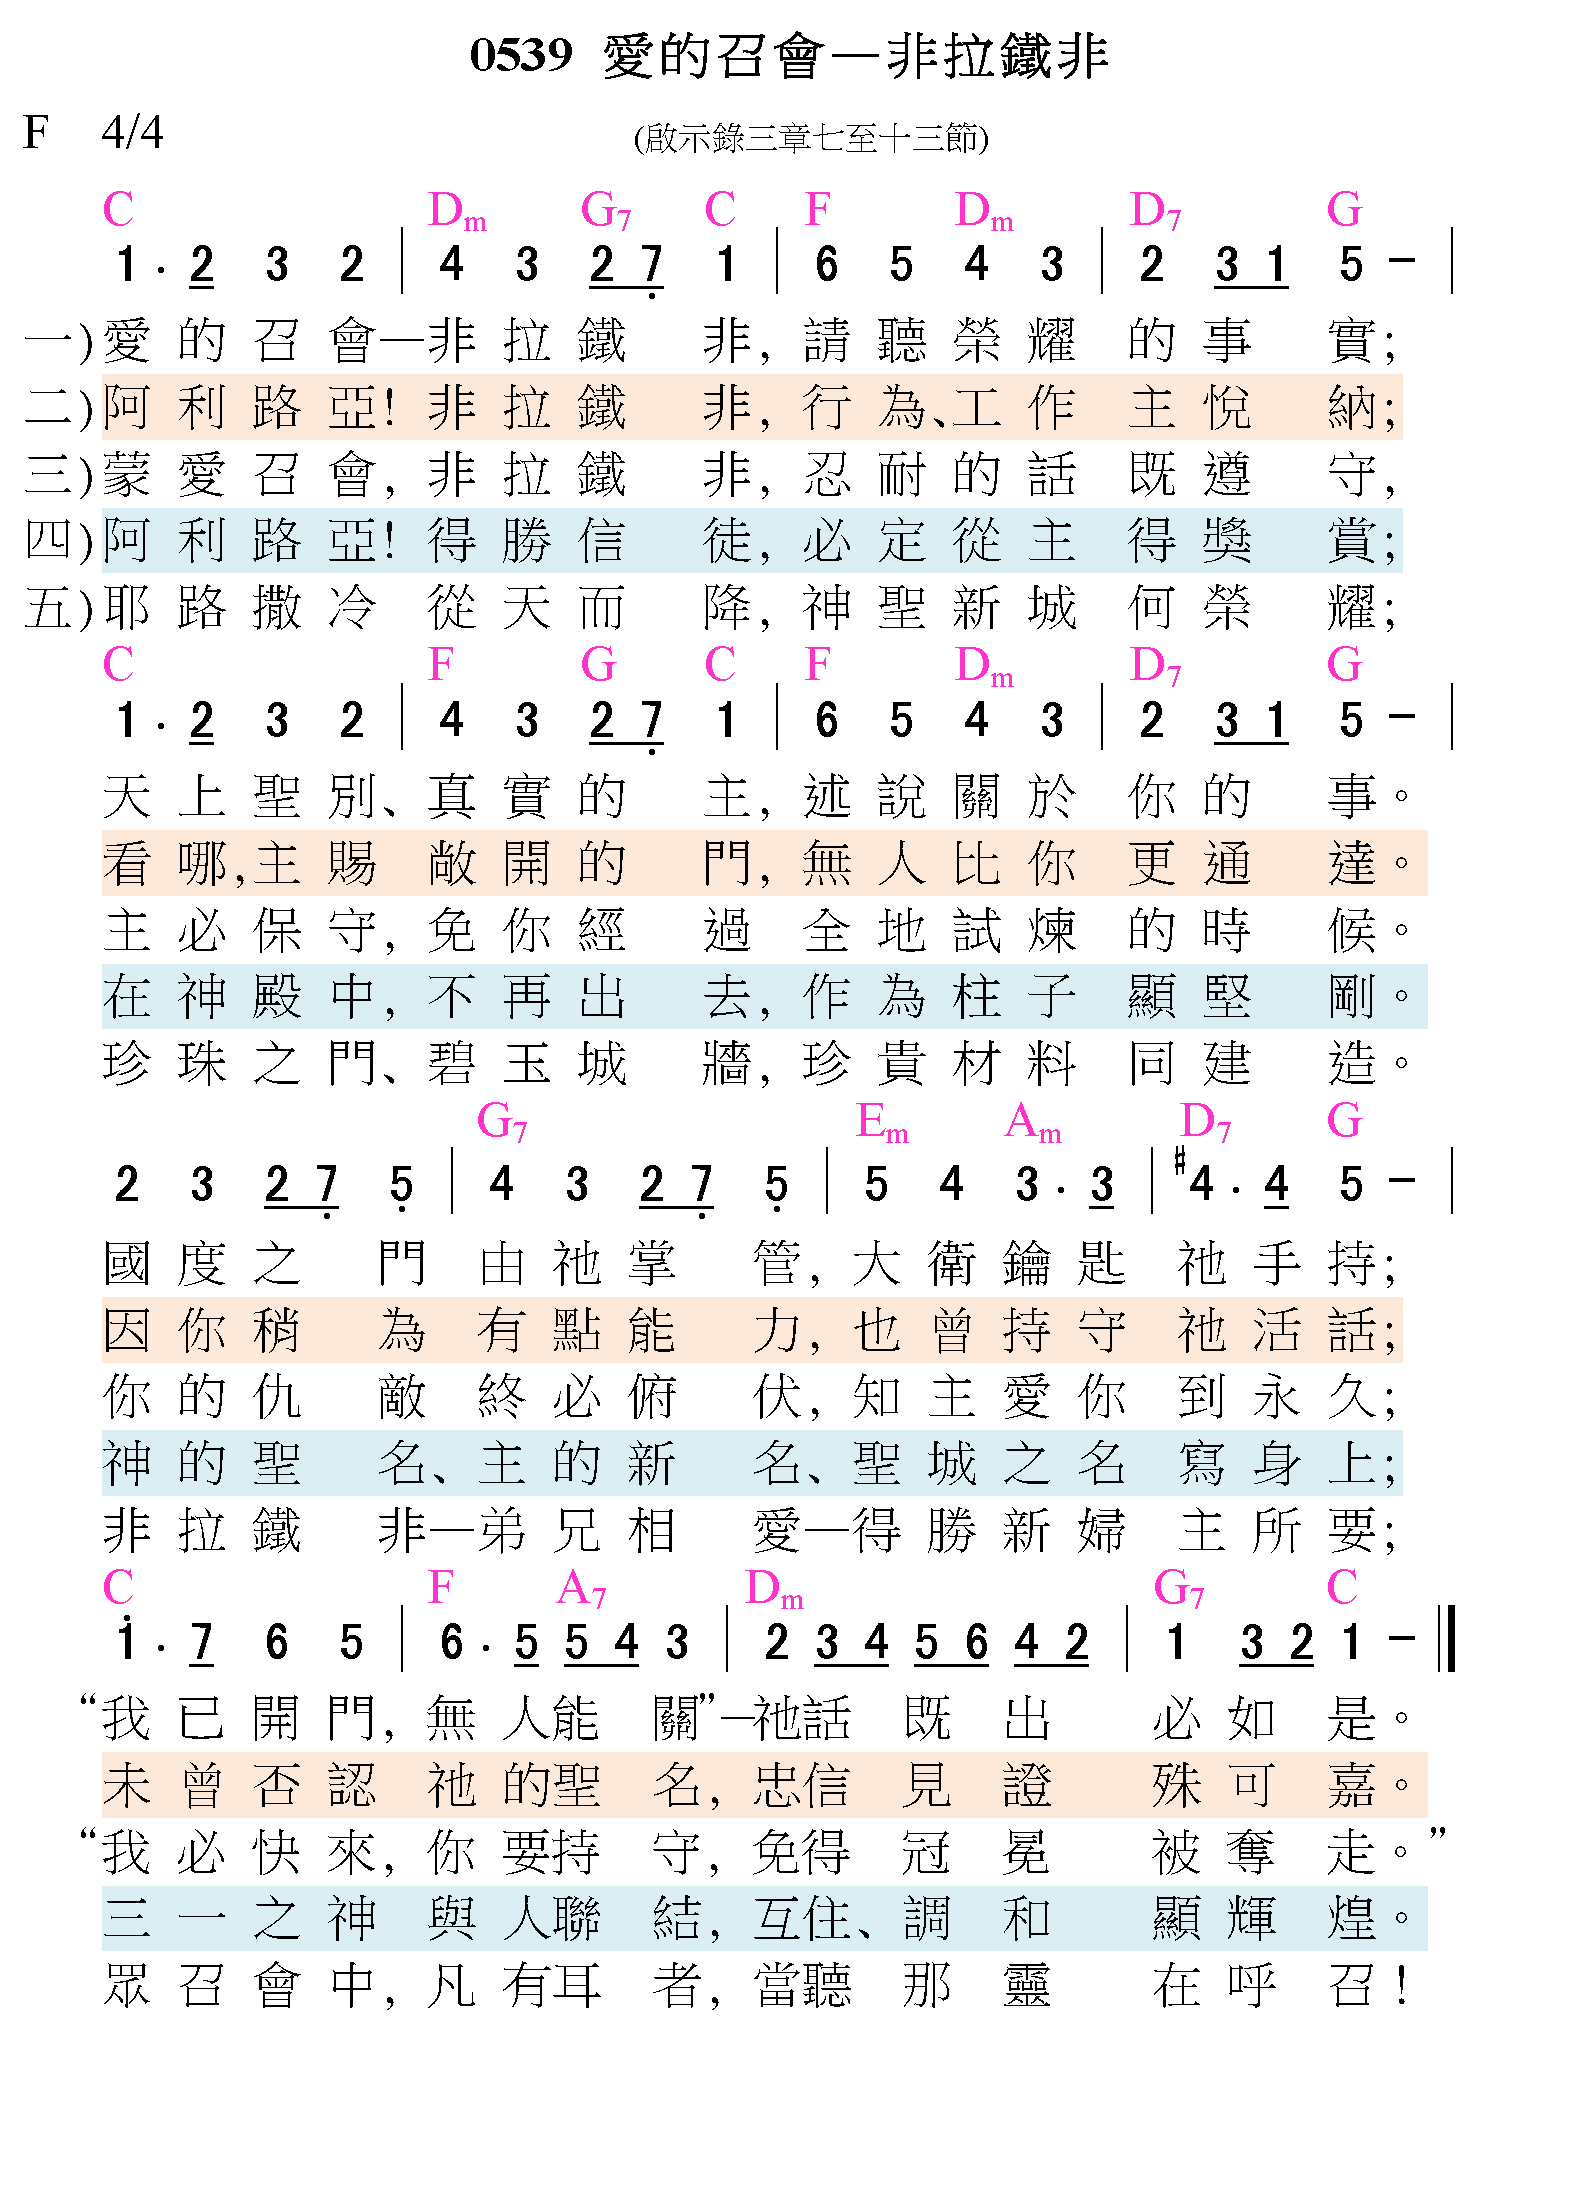 0539 愛的召會—非拉鐵非
F 4/4 (啟示錄三章七至十三節)
C Dm G7 C F Dm D7 G
1 . 2 3 2 | 4 3 2 7 1 | 6 5 4 3 | 2 3 1 5 – |
一)愛的召會—非拉鐵非,請聽榮耀的事實;
二)阿利路亞!非拉鐵非,行為、工作主悅納;
三)蒙愛召會,非拉鐵非,忍耐的話既遵守,
四)阿利路亞!得勝信徒,必定從主得獎賞;
五)耶路撒冷從天而降,神聖新城何榮耀;
C F G C F Dm D7 G
1 . 2 3 2 | 4 3 2 7 1 | 6 5 4 3 | 2 3 1 5 – |
天上聖別、真實的主,述說關於你的事。
看哪,主賜敞開的門,無人比你更通達。
主必保守,免你經過全地試煉的時候。
在神殿中,不再出去,作為柱子顯堅剛。
珍珠之門、碧玉城牆,珍貴材料同建造。
G7 Em Am D7 G
2 3 2 7 5 | 4 3 2 7 5 | 5 4 3 . 3 | ♯4 . 4 5 – |
國度之門由祂掌管,大衛鑰匙祂手持;
因你稍為有點能力,也曾持守祂活話;
你的仇敵終必俯伏,知主愛你到永久;
神的聖名、主的新名、聖城之名寫身上;
非拉鐵非—弟兄相愛—得勝新婦主所要;
C F A7 Dm G7 C
1 . 7 6 5 | 6 . 5 5 4 3 | 2 3 4 5 6 4 2 | 1 3 2 1 – ‖
“我已開門,無人能關”—祂話既出必如是。
未曾否認祂的聖名,忠信見證殊可嘉。
“我必快來,你要持守,免得冠冕被奪走。”
三一之神與人聯結,互住、調和顯輝煌。
眾召會中,凡有耳者,當聽那靈在呼召!